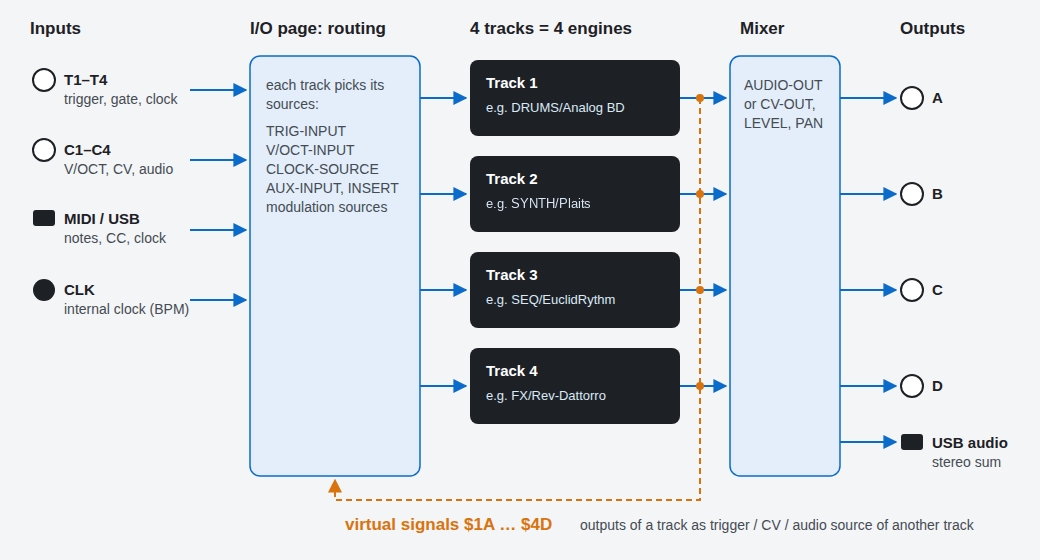 Inputs
I/O page: routing
4 tracks = 4 engines
Mixer
Outputs
T1–T4
trigger, gate, clock
C1–C4
V/OCT, CV, audio
MIDI / USB
notes, CC, clock
CLK
internal clock (BPM)
each track picks its
sources:
TRIG-INPUT
V/OCT-INPUT
CLOCK-SOURCE
AUX-INPUT, INSERT
modulation sources
Track 1
e.g. DRUMS/Analog BD
Track 2
e.g. SYNTH/Plaits
Track 3
e.g. SEQ/EuclidRythm
Track 4
e.g. FX/Rev-Dattorro
AUDIO-OUT
or CV-OUT,
LEVEL, PAN
A
B
C
D
USB audio
stereo sum
virtual signals $1A … $4D
outputs of a track as trigger / CV / audio source of another track